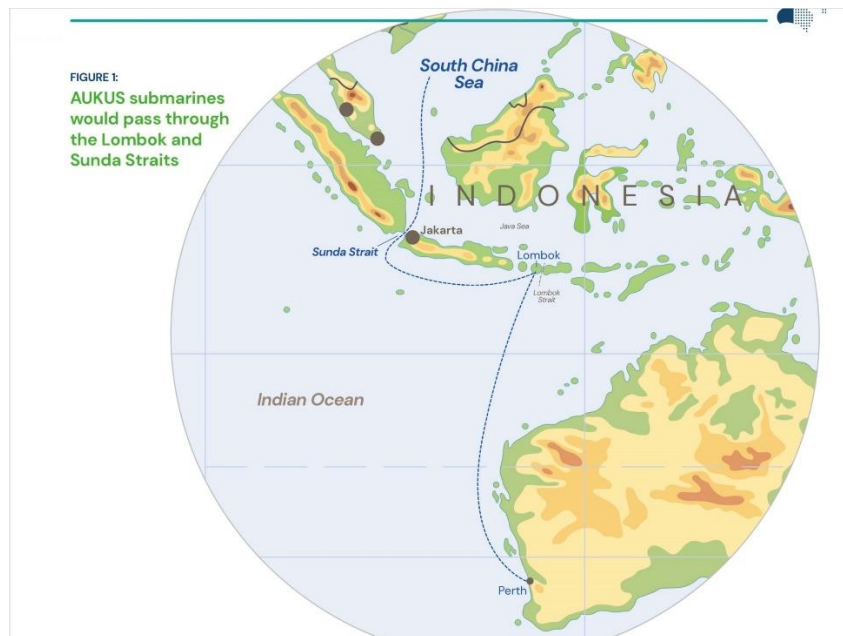 FIGURE 1:
AUKUS submarines
would pass through
the Lombok and
Sunda Straits
South China
Sea
INDONESIA
Java Sea
Jakarta
Sunda Strait
Lombok
Lombok
Strait
Indian Ocean
Perth